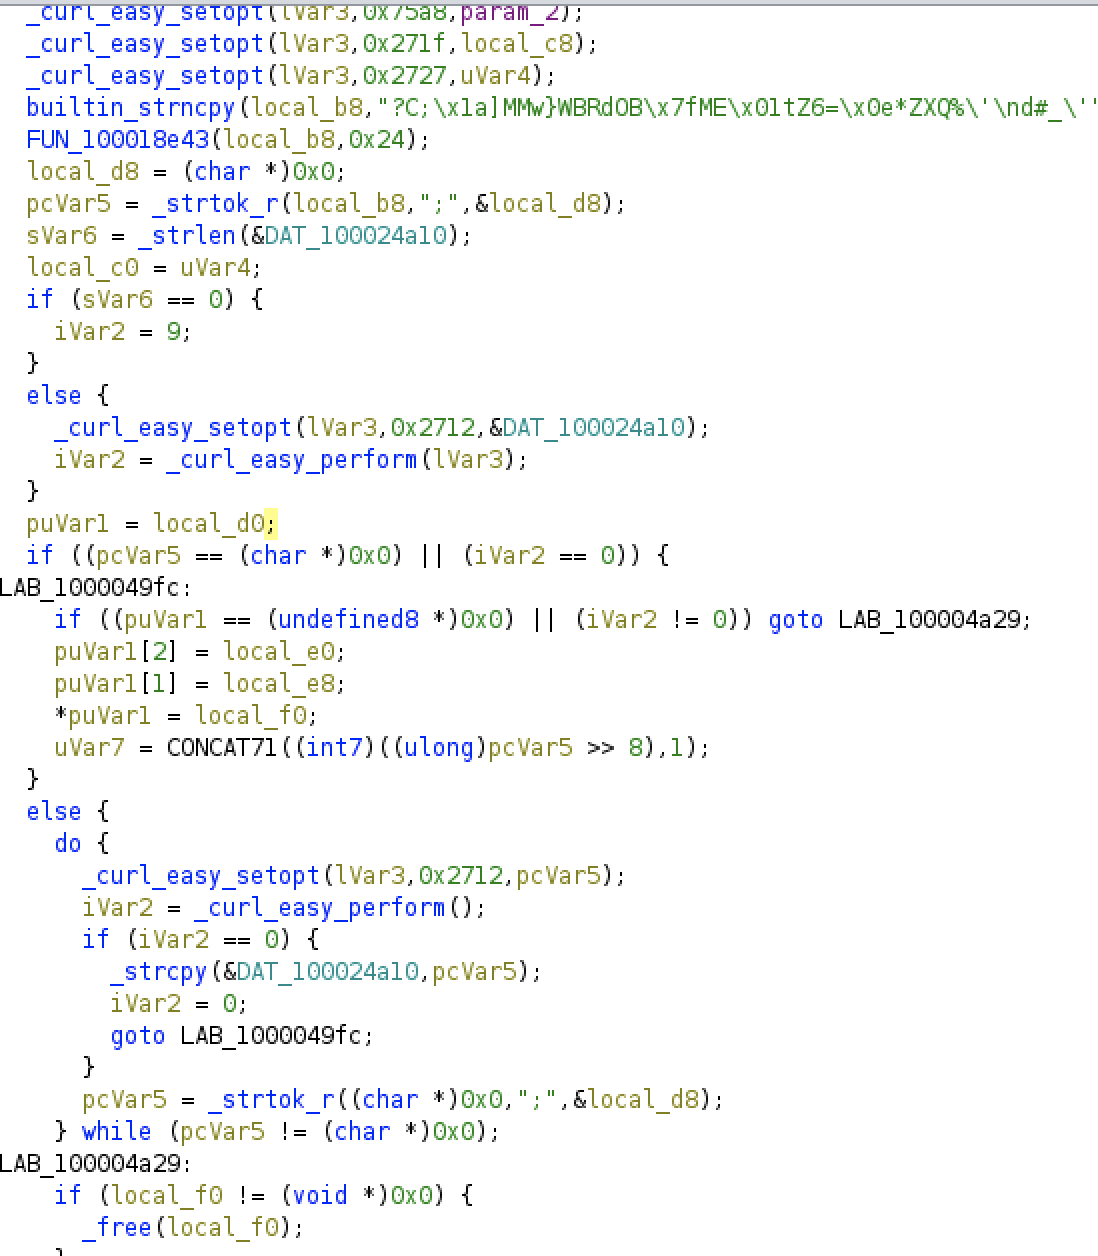 _curl_easy_setopt(lVar3,0x75a8,param_2);
_curl_easy_setopt(lVar3,0x271f,local_c8);
_curl_easy_setopt(lVar3,0x2727,uVar4);
builtin_strncpy(local_b8,"?C;\x1a]MMw}WBRdOB\x7fME\x01tZ6=\x0e*ZXQ%\'\nd#_\''
FUN_100018e43(local_b8,0x24);
local_d8 = (char *)0x0;
pcVar5 = _strtok_r(local_b8,";",&local_d8);
sVar6 = _strlen(&DAT_100024a10);
local_c0 = uVar4;
if (sVar6 == 0) {
iVar2 = 9;
}
else {
_curl_easy_setopt(lVar3,0x2712,&DAT_100024a10);
iVar2 = _curl_easy_perform(lVar3);
}
puVar1 = local_d0;
if ((pcVar5 == (char *)0x0) || (iVar2 == 0)) {
LAB_1000049fc:
if ((puVar1 == (undefined8 *)0x0) || (iVar2 != 0)) goto LAB_100004a29;
puVar1[2] = local_e0;
puVar1[1] = local_e8;
*puVar1 = local_f0;
uVar7 = CONCAT71((int7)((ulong)pcVar5 >> 8),1);
}
else {
do {
_curl_easy_setopt(lVar3,0x2712,pcVar5);
iVar2 = _curl_easy_perform();
if (iVar2 == 0) {
_strcpy(&DAT_100024a10,pcVar5);
iVar2 = 0;
goto LAB_1000049fc;
}
pcVar5 = _strtok_r((char *)0x0,";",&local_d8);
} while (pcVar5 != (char *)0x0);
LAB_100004a29:
if (local_f0 != (void *)0x0) {
_free(local_f0);
}